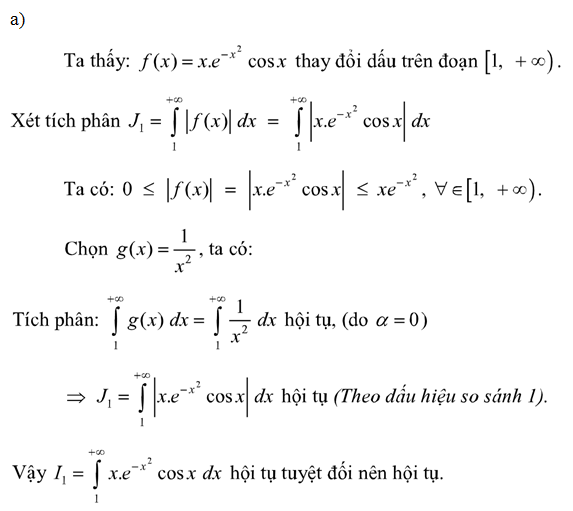 a)
Ta thấy: f(x) = x.e^{-x^2} cos x thay đổi dấu trên đoạn [1, +∞).
Xét tích phân J_1 = ∫_1^{+∞} |f(x)| dx = ∫_1^{+∞} |x.e^{-x^2} cos x| dx
Ta có: 0 ≤ |f(x)| = |x.e^{-x^2} cos x| ≤ xe^{-x^2}, ∀ ∈ [1, +∞).
Chọn g(x) = 1/x^2, ta có:
Tích phân: ∫_1^{+∞} g(x) dx = ∫_1^{+∞} 1/x^2 dx hội tụ, (do α = 0)
⇒ J_1 = ∫_1^{+∞} |x.e^{-x^2} cos x| dx hội tụ (Theo dấu hiệu so sánh 1).
Vậy I_1 = ∫_1^{+∞} x.e^{-x^2} cos x dx hội tụ tuyệt đối nên hội tụ.